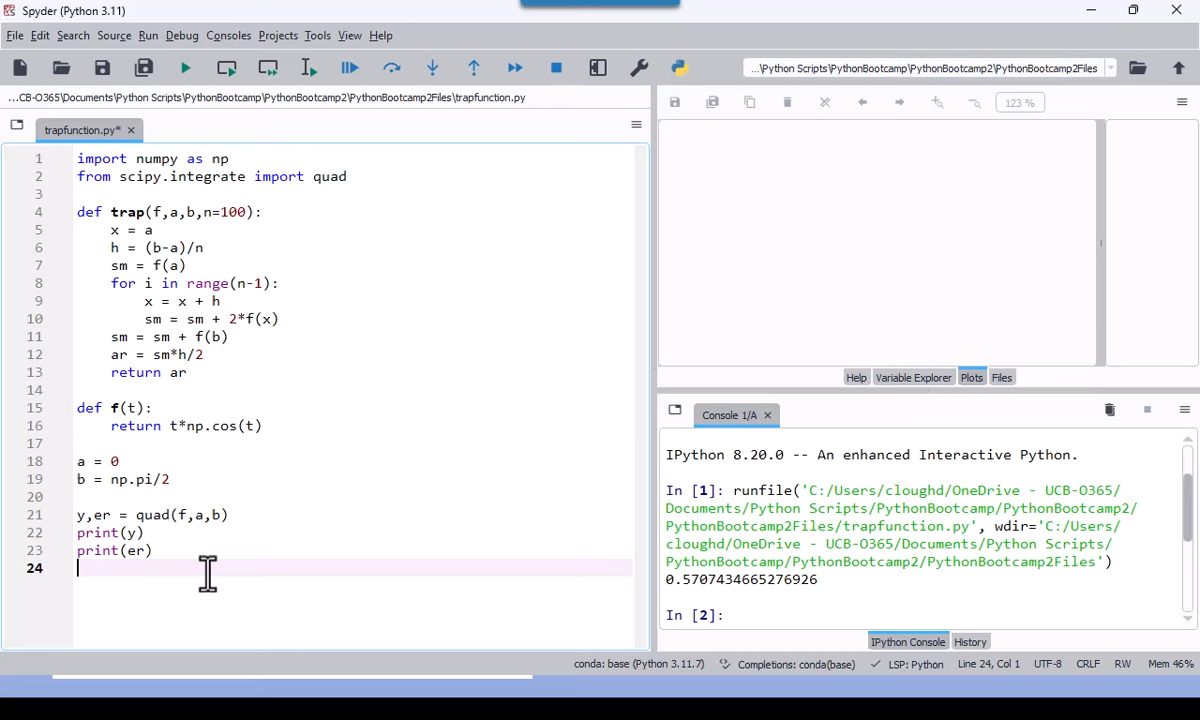 Spyder (Python 3.11)
File Edit Search Source Run Debug Consoles Projects Tools View Help
...\Python Scripts\PythonBootcamp\PythonBootcamp2\PythonBootcamp2Files
...CB-O365\Documents\Python Scripts\PythonBootcamp\PythonBootcamp2\PythonBootcamp2Files\trapfunction.py
trapfunction.py*
1 import numpy as np
2 from scipy.integrate import quad
3
4 def trap(f,a,b,n=100):
5 x = a
6 h = (b-a)/n
7 sm = f(a)
8 for i in range(n-1):
9 x = x + h
10 sm = sm + 2*f(x)
11 sm = sm + f(b)
12 ar = sm*h/2
13 return ar
14
15 def f(t):
16 return t*np.cos(t)
17
18 a = 0
19 b = np.pi/2
20
21 y,er = quad(f,a,b)
22 print(y)
23 print(er)
24
123 %
Help Variable Explorer Plots Files
Console 1/A
IPython 8.20.0 -- An enhanced Interactive Python.
In [1]: runfile('C:/Users/cloughd/OneDrive - UCB-O365/
Documents/Python Scripts/PythonBootcamp/PythonBootcamp2/
PythonBootcamp2Files/trapfunction.py', wdir='C:/Users/
cloughd/OneDrive - UCB-O365/Documents/Python Scripts/
PythonBootcamp/PythonBootcamp2/PythonBootcamp2Files')
0.5707434665276926
In [2]:
IPython Console History
conda: base (Python 3.11.7) Completions: conda(base) LSP: Python Line 24, Col 1 UTF-8 CRLF RW Mem 46%